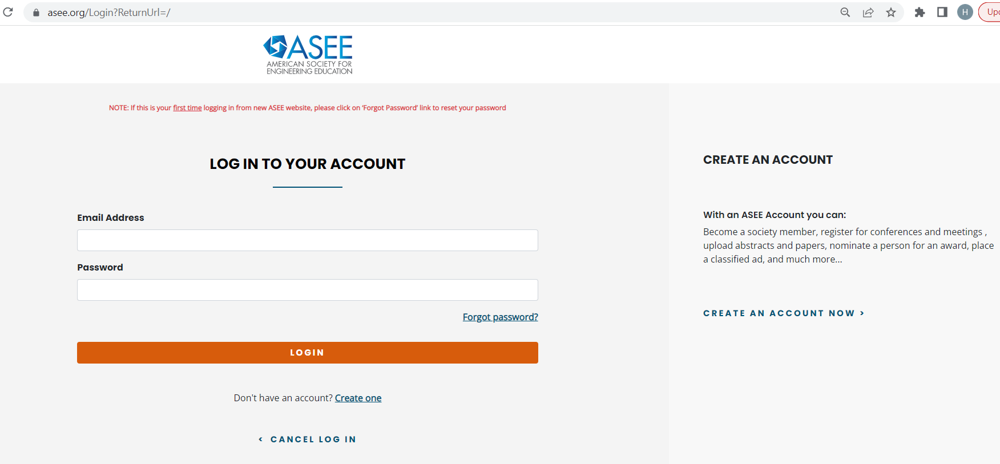 asee.org/Login?ReturnUrl=/
H
ASEE
AMERICAN SOCIETY FOR
ENGINEERING EDUCATION
NOTE: If this is your first time logging in from new ASEE website, please click on ‘Forgot Password’ link to reset your password
LOG IN TO YOUR ACCOUNT
Email Address
Password
Forgot password?
LOGIN
Don't have an account? Create one
< CANCEL LOG IN
CREATE AN ACCOUNT
With an ASEE Account you can:
Become a society member, register for conferences and meetings ,
upload abstracts and papers, nominate a person for an award, place
a classified ad, and much more...
CREATE AN ACCOUNT NOW >